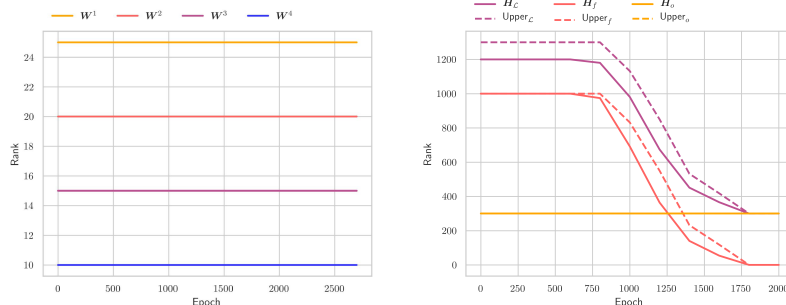 W¹ W² W³ W⁴
24
22
20
18
16
14
12
10
Rank
0 500 1000 1500 2000 2500
Epoch
H_ℒ H_f H_o
Upper_ℒ Upper_f Upper_o
1200
1000
800
600
400
200
0
Rank
0 250 500 750 1000 1250 1500 1750 2000
Epoch